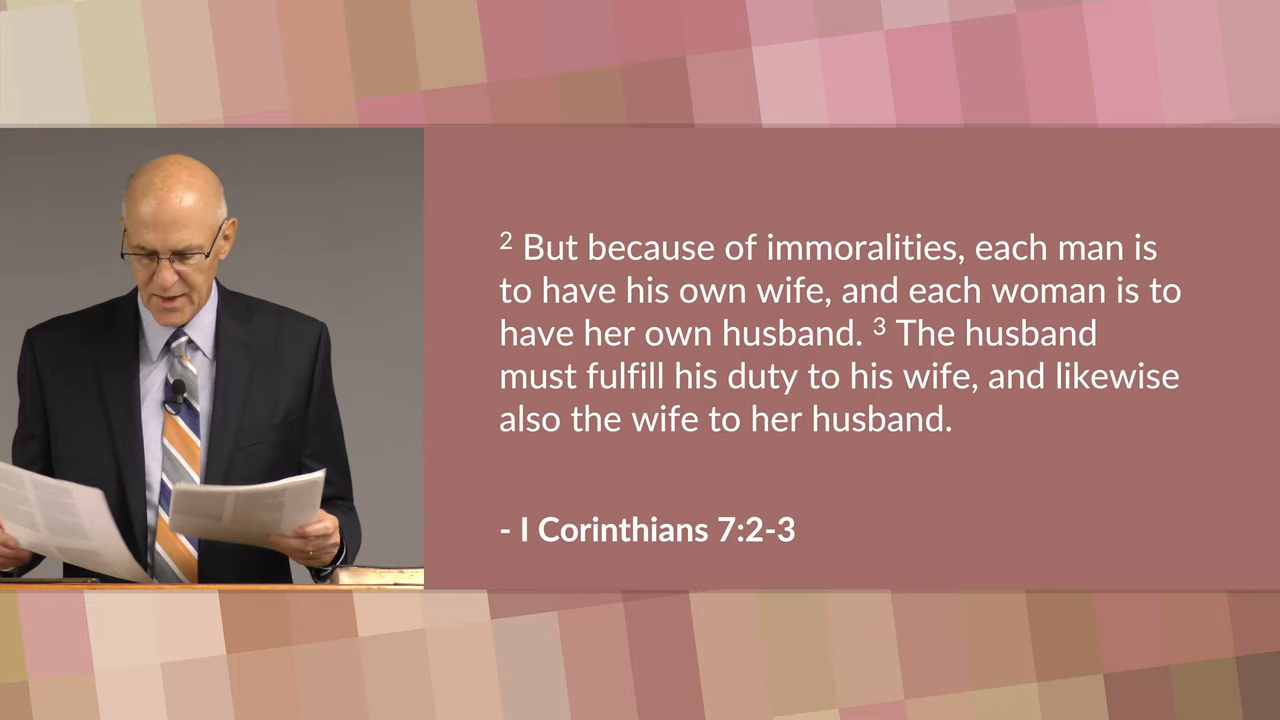 2 But because of immoralities, each man is
to have his own wife, and each woman is to
have her own husband. 3 The husband
must fulfill his duty to his wife, and likewise
also the wife to her husband.
- I Corinthians 7:2-3